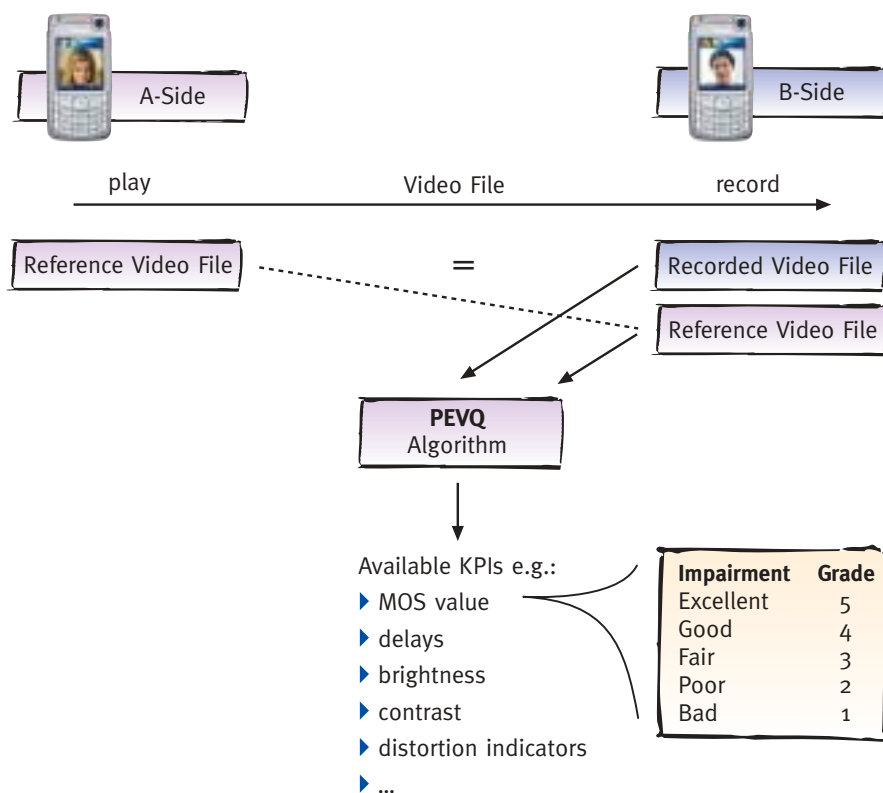 A-Side
B-Side
play Video File record
Reference Video File = Recorded Video File
Reference Video File
PEVQ
Algorithm
Available KPIs e.g.:
MOS value
delays
brightness
contrast
distortion indicators
...
Impairment Grade
Excellent 5
Good 4
Fair 3
Poor 2
Bad 1